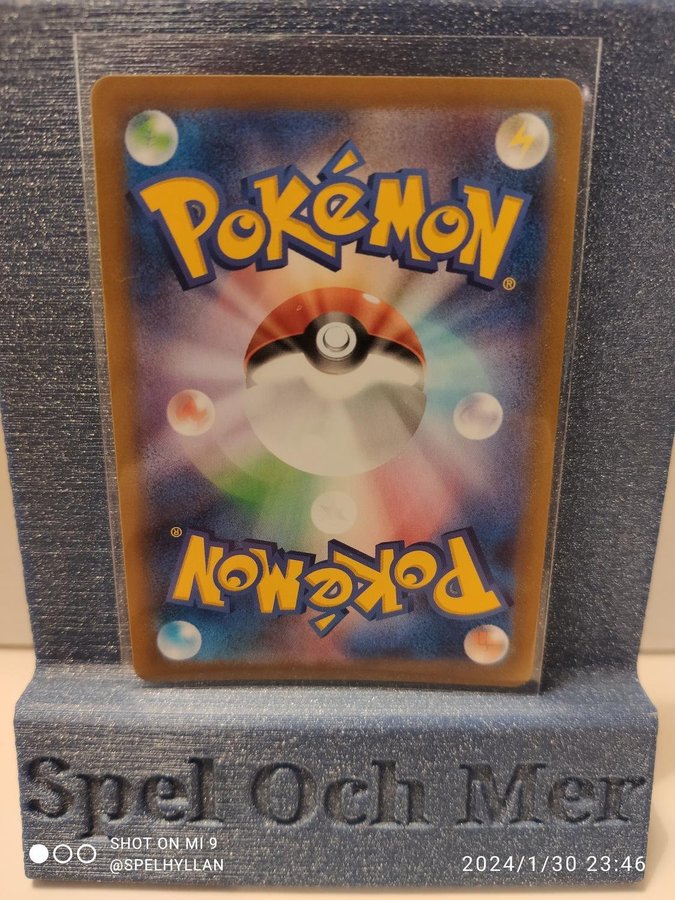 POKéMON
®
®
POKéMON
Spel Och Mer
SHOT ON MI 9
@SPELHYLLAN
2024/1/30 23:46